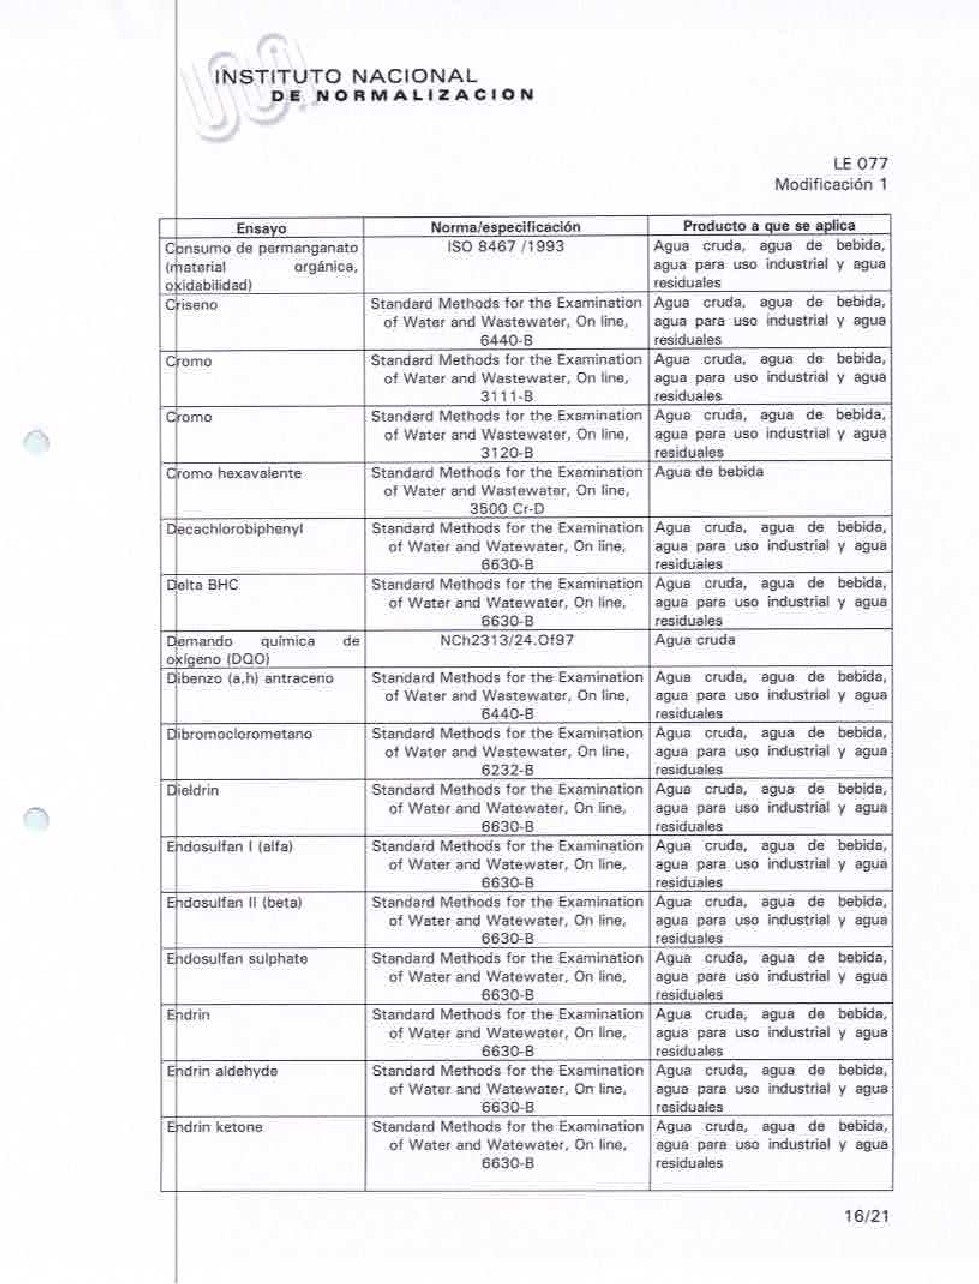 INSTITUTO NACIONAL
DE NORMALIZACION
LE 077
Modificación 1
Ensayo Norma/especificación Producto a que se aplica
Consumo de permanganato ISO 8467 /1993 Agua cruda, agua de bebida,
(material orgánica, agua para uso industrial y agua
oxidabilidad) residuales
Criseno Standard Methods for the Examination Agua cruda, agua de bebida,
of Water and Wastewater, On line, agua para uso industrial y agua
6440-B residuales
Cromo Standard Methods for the Examination Agua cruda, agua de bebida,
of Water and Wastewater, On line, agua para uso industrial y agua
3111-B residuales
Cromo Standard Methods for the Examination Agua cruda, agua de bebida,
of Water and Wastewater, On line, agua para uso industrial y agua
3120-B residuales
Cromo hexavalente Standard Methods for the Examination Agua de bebida
of Water and Wastewater, On line,
3500 Cr-D
Decachlorobiphenyl Standard Methods for the Examination Agua cruda, agua de bebida,
of Water and Watewater, On line, agua para uso industrial y agua
6630-B residuales
Delta BHC Standard Methods for the Examination Agua cruda, agua de bebida,
of Water and Watewater, On line, agua para uso industrial y agua
6630-B residuales
Demando química de NCh2313/24.Of97 Agua cruda
oxígeno (DQO)
Dibenzo (a,h) antraceno Standard Methods for the Examination Agua cruda, agua de bebida,
of Water and Wastewater, On line, agua para uso industrial y agua
6440-B residuales
Dibromoclorometano Standard Methods for the Examination Agua cruda, agua de bebida,
of Water and Wastewater, On line, agua para uso industrial y agua
6232-B residuales
Dieldrin Standard Methods for the Examination Agua cruda, agua de bebida,
of Water and Watewater, On line, agua para uso industrial y agua
6630-B residuales
Endosulfan I (alfa) Standard Methods for the Examination Agua cruda, agua de bebida,
of Water and Watewater, On line, agua para uso industrial y agua
6630-B residuales
Endosulfan II (beta) Standard Methods for the Examination Agua cruda, agua de bebida,
of Water and Watewater, On line, agua para uso industrial y agua
6630-B residuales
Endosulfan sulphate Standard Methods for the Examination Agua cruda, agua de bebida,
of Water and Watewater, On line, agua para uso industrial y agua
6630-B residuales
Endrin Standard Methods for the Examination Agua cruda, agua de bebida,
of Water and Watewater, On line, agua para uso industrial y agua
6630-B residuales
Endrin aldehyde Standard Methods for the Examination Agua cruda, agua de bebida,
of Water and Watewater, On line, agua para uso industrial y agua
6630-B residuales
Endrin ketone Standard Methods for the Examination Agua cruda, agua de bebida,
of Water and Watewater, On line, agua para uso industrial y agua
6630-B residuales
16/21